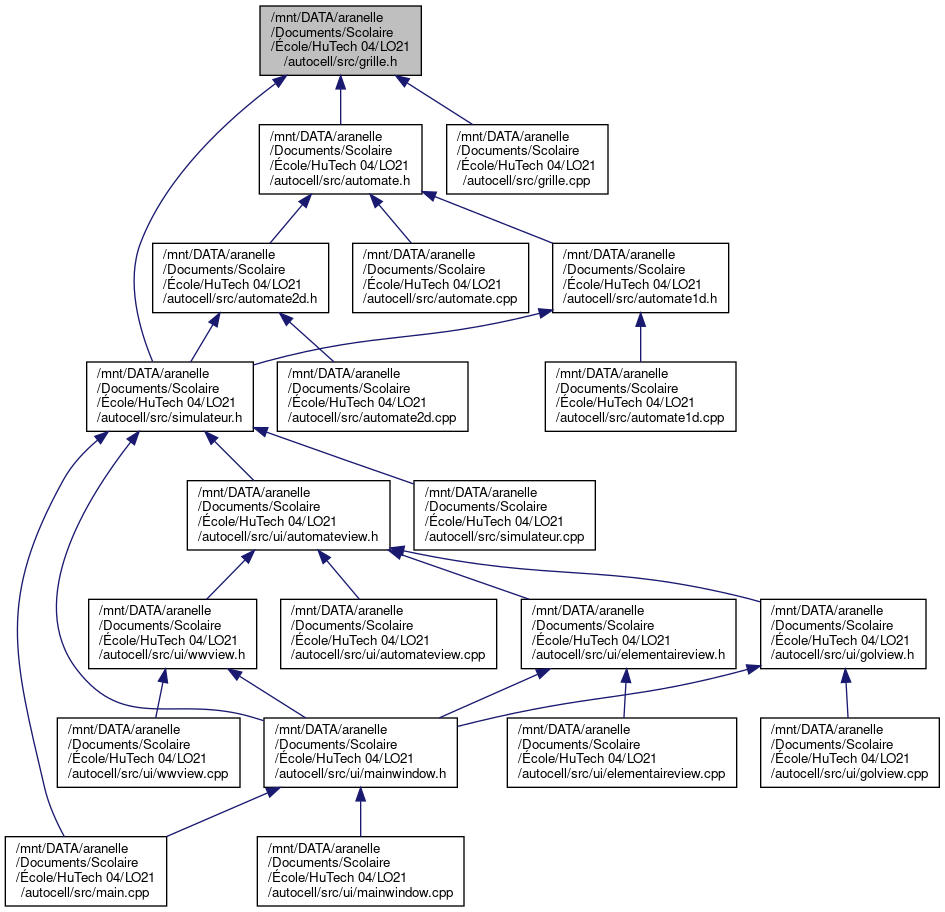 /mnt/DATA/aranelle
/Documents/Scolaire
/École/HuTech 04/LO21
/autocell/src/grille.h
/mnt/DATA/aranelle
/Documents/Scolaire
/École/HuTech 04/LO21
/autocell/src/automate.h
/mnt/DATA/aranelle
/Documents/Scolaire
/École/HuTech 04/LO21
/autocell/src/grille.cpp
/mnt/DATA/aranelle
/Documents/Scolaire
/École/HuTech 04/LO21
/autocell/src/automate2d.h
/mnt/DATA/aranelle
/Documents/Scolaire
/École/HuTech 04/LO21
/autocell/src/automate.cpp
/mnt/DATA/aranelle
/Documents/Scolaire
/École/HuTech 04/LO21
/autocell/src/automate1d.h
/mnt/DATA/aranelle
/Documents/Scolaire
/École/HuTech 04/LO21
/autocell/src/simulateur.h
/mnt/DATA/aranelle
/Documents/Scolaire
/École/HuTech 04/LO21
/autocell/src/automate2d.cpp
/mnt/DATA/aranelle
/Documents/Scolaire
/École/HuTech 04/LO21
/autocell/src/automate1d.cpp
/mnt/DATA/aranelle
/Documents/Scolaire
/École/HuTech 04/LO21
/autocell/src/ui/automateview.h
/mnt/DATA/aranelle
/Documents/Scolaire
/École/HuTech 04/LO21
/autocell/src/simulateur.cpp
/mnt/DATA/aranelle
/Documents/Scolaire
/École/HuTech 04/LO21
/autocell/src/ui/wwview.h
/mnt/DATA/aranelle
/Documents/Scolaire
/École/HuTech 04/LO21
/autocell/src/ui/automateview.cpp
/mnt/DATA/aranelle
/Documents/Scolaire
/École/HuTech 04/LO21
/autocell/src/ui/elementaireview.h
/mnt/DATA/aranelle
/Documents/Scolaire
/École/HuTech 04/LO21
/autocell/src/ui/golview.h
/mnt/DATA/aranelle
/Documents/Scolaire
/École/HuTech 04/LO21
/autocell/src/ui/wwview.cpp
/mnt/DATA/aranelle
/Documents/Scolaire
/École/HuTech 04/LO21
/autocell/src/ui/mainwindow.h
/mnt/DATA/aranelle
/Documents/Scolaire
/École/HuTech 04/LO21
/autocell/src/ui/elementaireview.cpp
/mnt/DATA/aranelle
/Documents/Scolaire
/École/HuTech 04/LO21
/autocell/src/ui/golview.cpp
/mnt/DATA/aranelle
/Documents/Scolaire
/École/HuTech 04/LO21
/autocell/src/main.cpp
/mnt/DATA/aranelle
/Documents/Scolaire
/École/HuTech 04/LO21
/autocell/src/ui/mainwindow.cpp